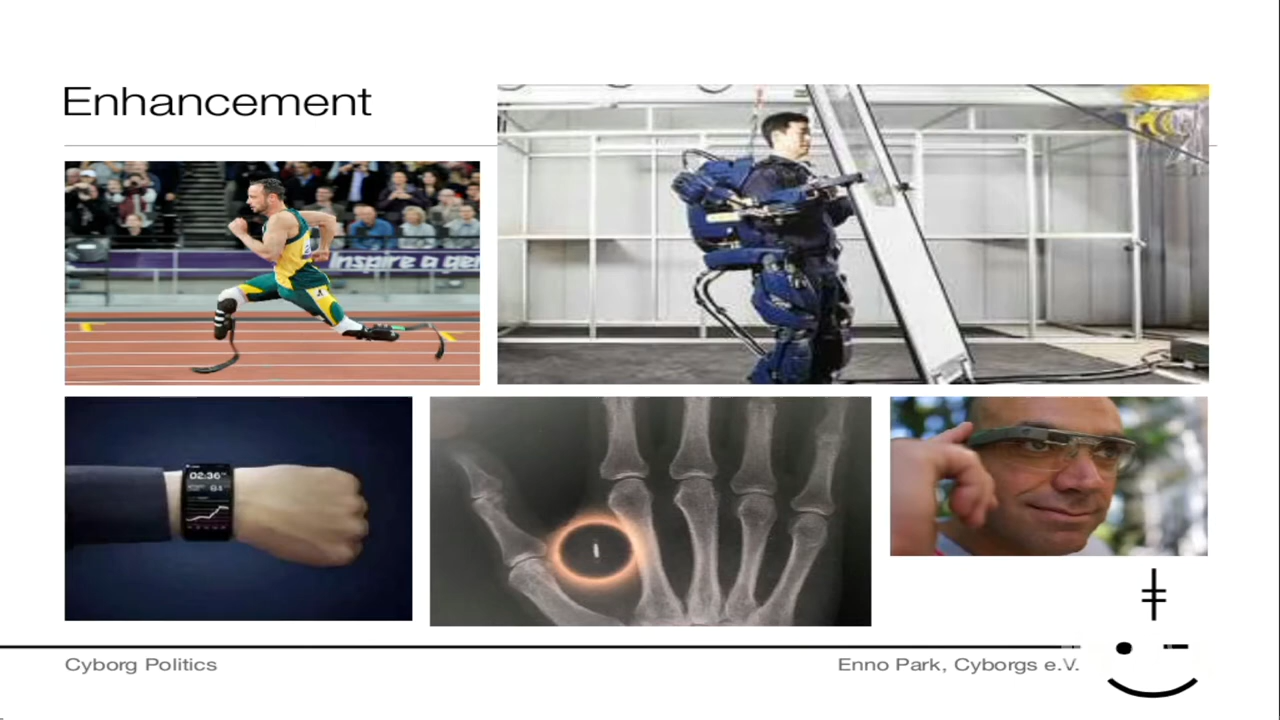 Enhancement
Inspire a ge
02:36
Cyborg Politics
Enno Park, Cyborgs e.V.